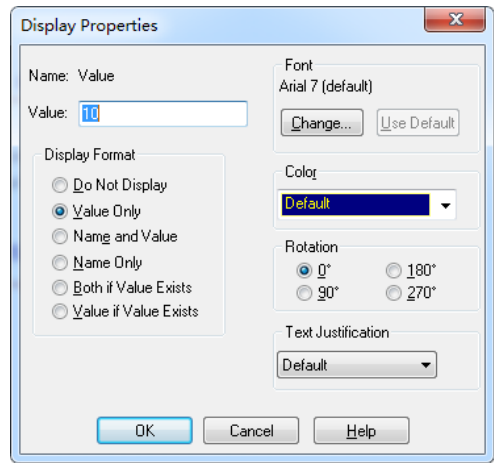 Display Properties
Name: Value
Value: 10
Display Format
Do Not Display
Value Only
Name and Value
Name Only
Both if Value Exists
Value if Value Exists
Font
Arial 7 (default)
Change... Use Default
Color
Default
Rotation
0° 180°
90° 270°
Text Justification
Default
OK Cancel Help